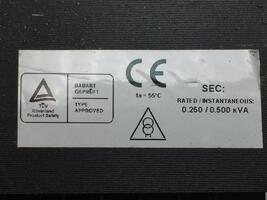 TÜV
Rheinland
Product Safety
BAUART
GEPRÜFT
TYPE
APPROVED
CE
ta = 55°C
SEC:
RATED / INSTANTANEOUS:
0.250 / 0.500 KVA